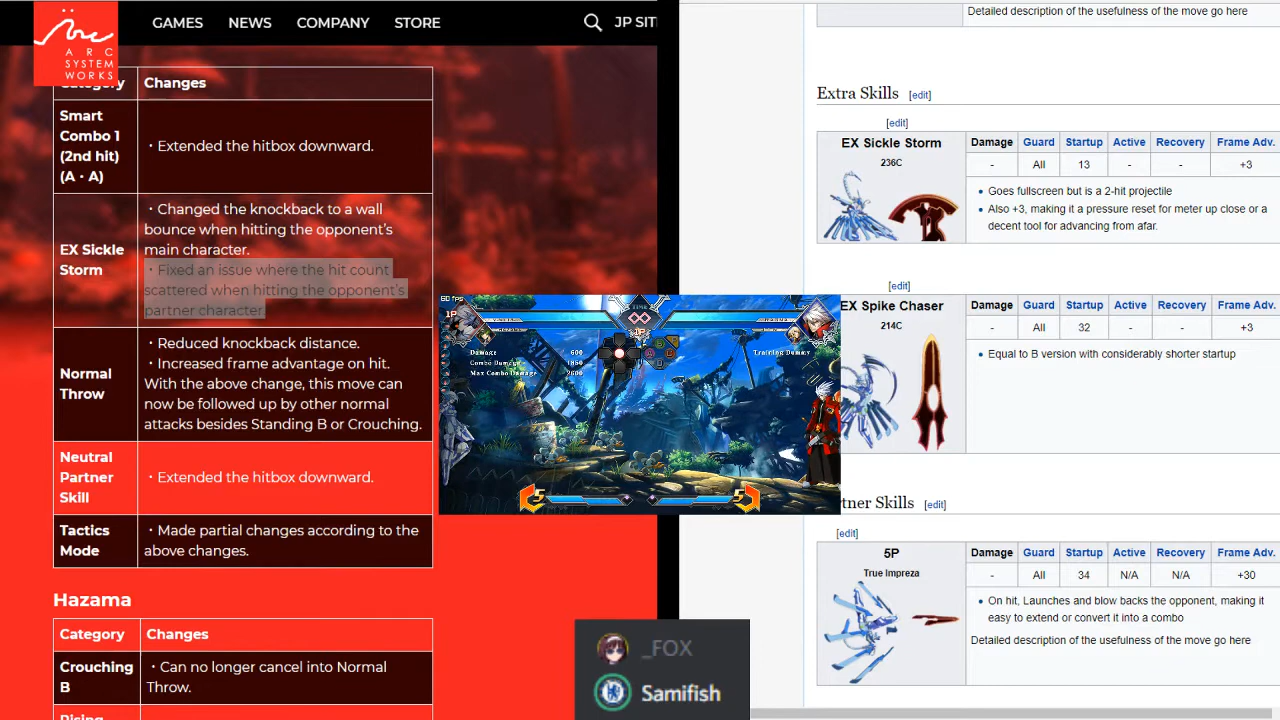 GAMES NEWS COMPANY STORE JP SIT
ARC
SYSTEM
WORKS
Changes
Smart
Combo 1
(2nd hit)
(A・A)
・Extended the hitbox downward.
EX Sickle
Storm
・Changed the knockback to a wall
bounce when hitting the opponent's
main character.
・Fixed an issue where the hit count
scattered when hitting the opponent's
partner character.
Normal
Throw
・Reduced knockback distance.
・Increased frame advantage on hit.
With the above change, this move can
now be followed up by other normal
attacks besides Standing B or Crouching.
Neutral
Partner
Skill
・Extended the hitbox downward.
Tactics
Mode
・Made partial changes according to the
above changes.
Hazama
Category Changes
Crouching
B
・Can no longer cancel into Normal
Throw.
Rising
60 fps
1P
TIME
Damage 600
Combo Damage
Max Combo Damage 2600
Training Dummy
5 5
_FOX
Samifish
Detailed description of the usefulness of the move go here
Extra Skills [edit]
[edit]
EX Sickle Storm
236C
Damage Guard Startup Active Recovery Frame Adv.
- All 13 - - +3
Goes fullscreen but is a 2-hit projectile
Also +3, making it a pressure reset for meter up close or a
decent tool for advancing from afar.
[edit]
EX Spike Chaser
214C
Damage Guard Startup Active Recovery Frame Adv.
- All 32 - - +3
Equal to B version with considerably shorter startup
tner Skills [edit]
[edit]
5P
True Impreza
Damage Guard Startup Active Recovery Frame Adv.
- All 34 N/A N/A +30
On hit, Launches and blow backs the opponent, making it
easy to extend or convert it into a combo
Detailed description of the usefulness of the move go here